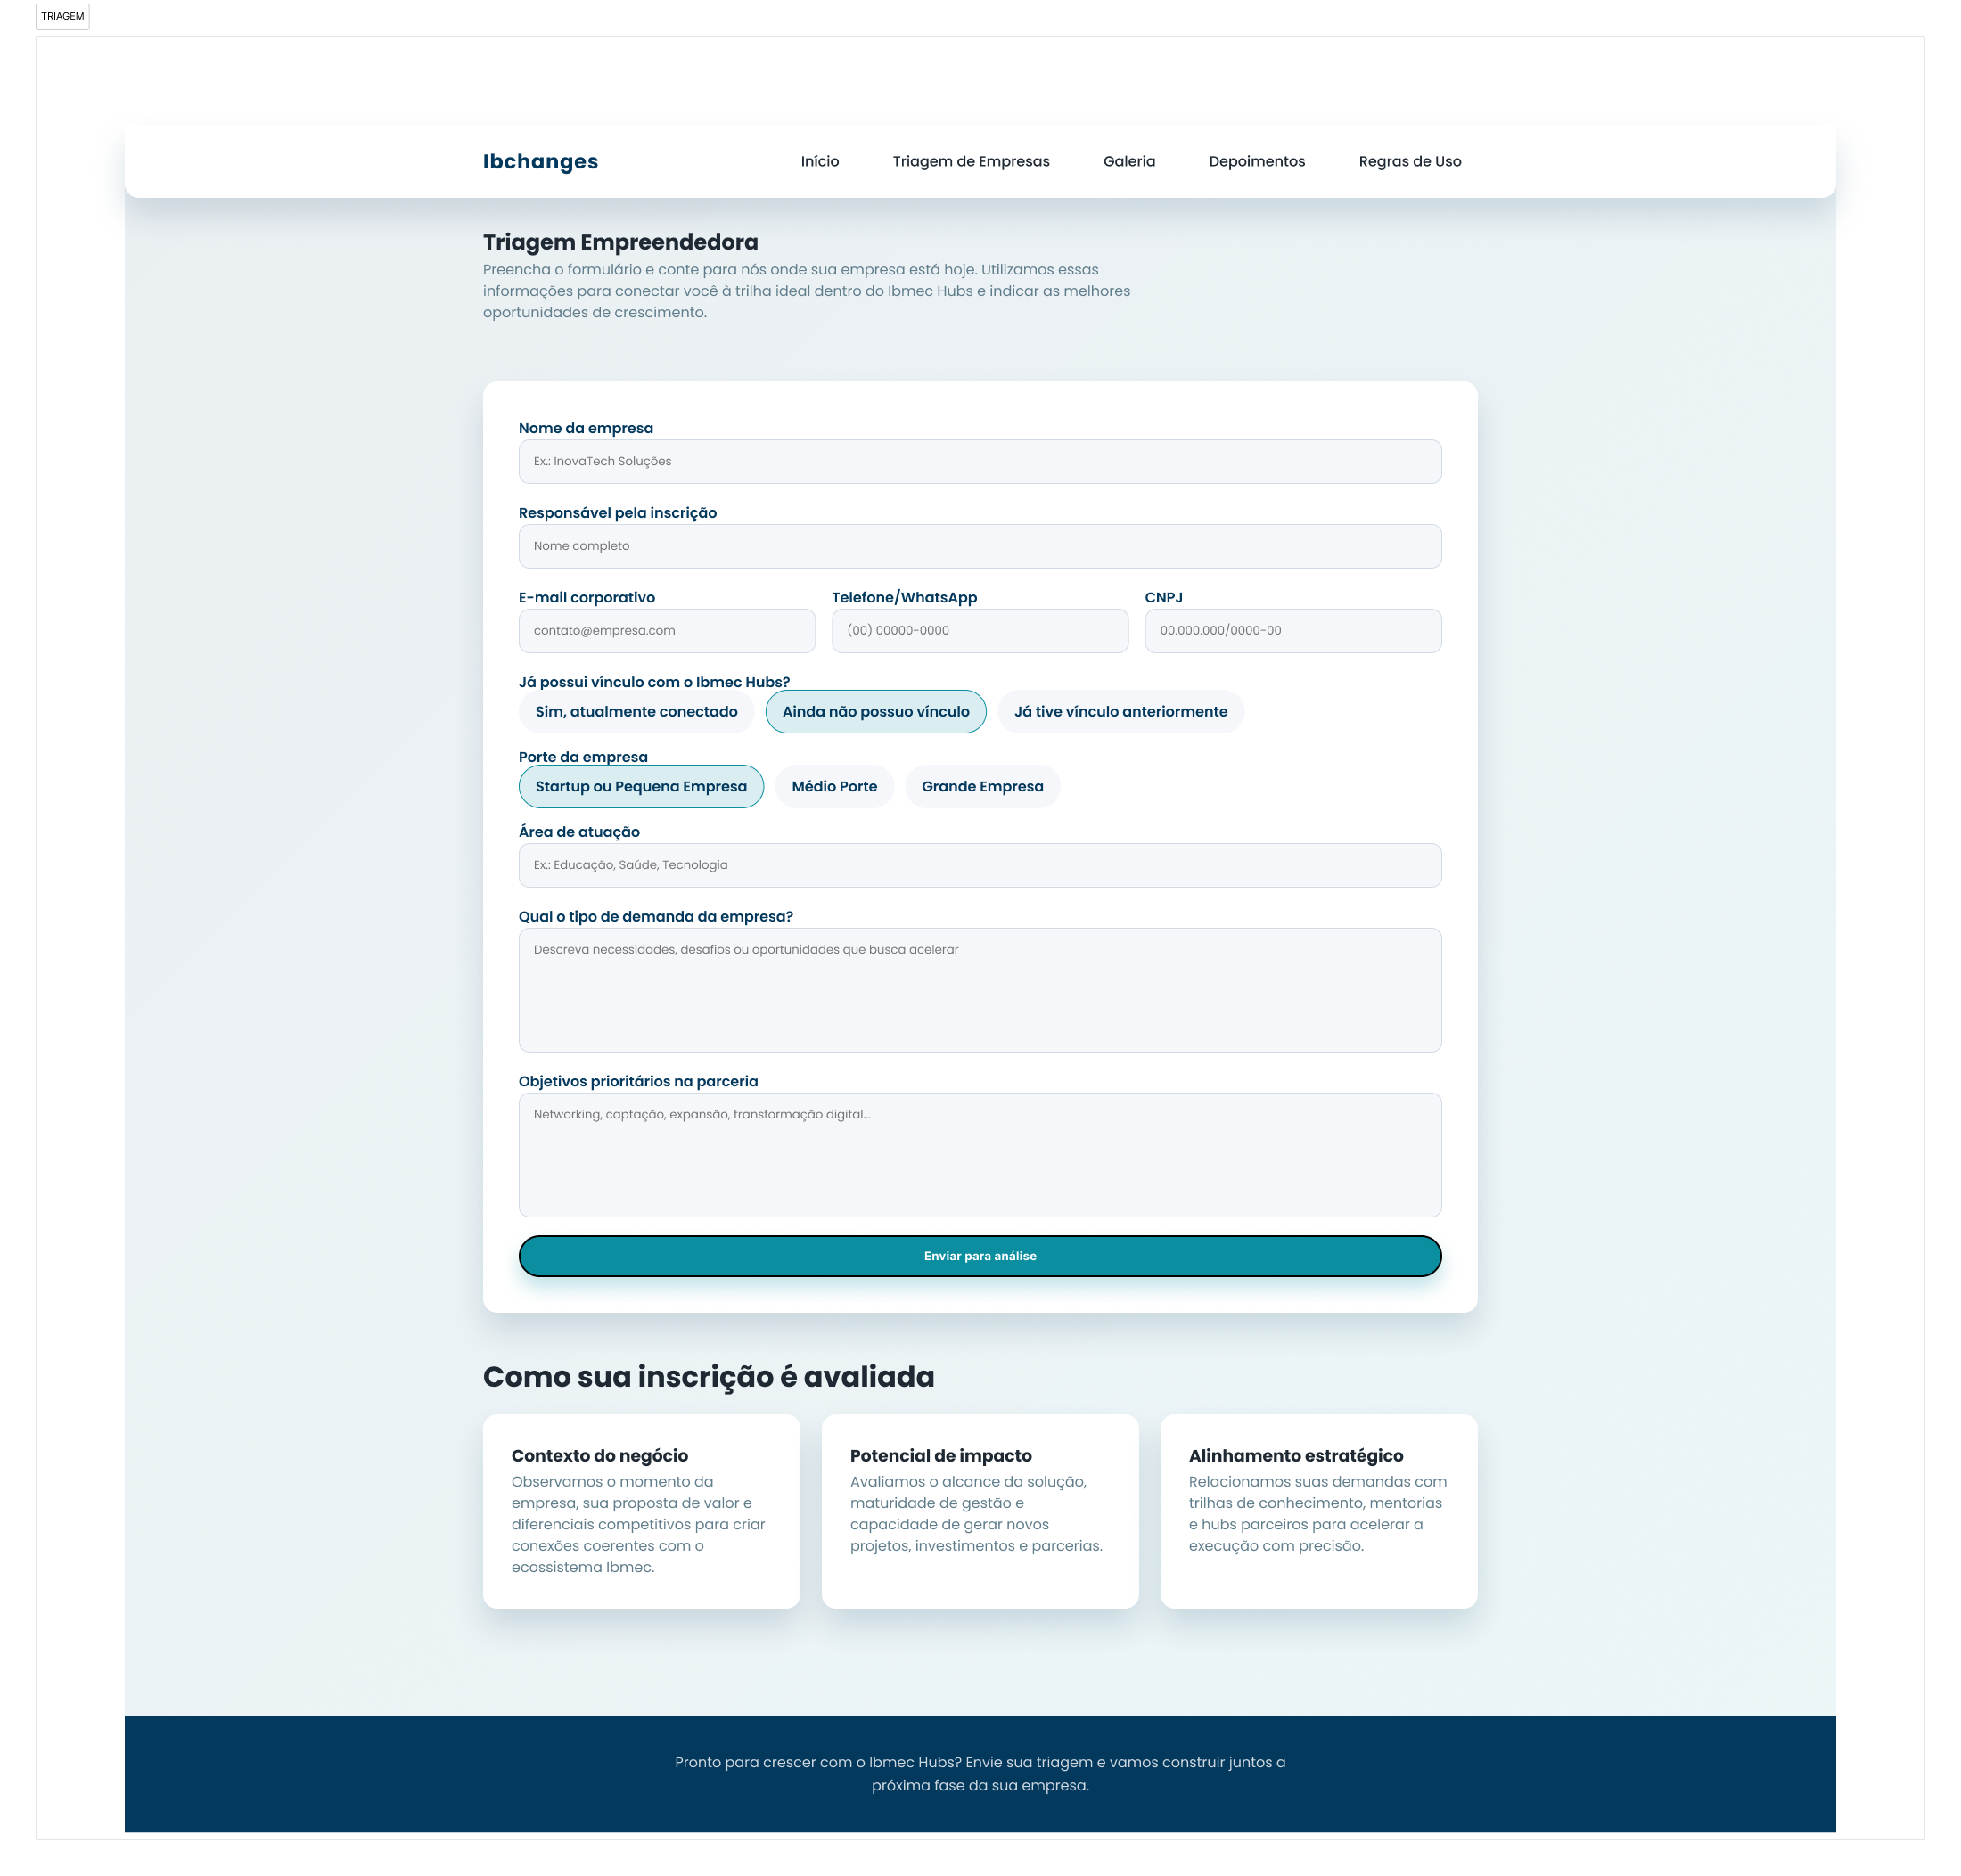 TRIAGEM
Ibchanges
Início
Triagem de Empresas
Galeria
Depoimentos
Regras de Uso
Triagem Empreendedora
Preencha o formulário e conte para nós onde sua empresa está hoje. Utilizamos essas
informações para conectar você à trilha ideal dentro do Ibmec Hubs e indicar as melhores
oportunidades de crescimento.
Nome da empresa
Ex.: InovaTech Soluções
Responsável pela inscrição
Nome completo
E-mail corporativo
Telefone/WhatsApp
CNPJ
contato@empresa.com
(00) 00000-0000
00.000.000/0000-00
Já possui vínculo com o Ibmec Hubs?
Sim, atualmente conectado
Ainda não possuo vínculo
Já tive vínculo anteriormente
Porte da empresa
Startup ou Pequena Empresa
Médio Porte
Grande Empresa
Área de atuação
Ex.: Educação, Saúde, Tecnologia
Qual o tipo de demanda da empresa?
Descreva necessidades, desafios ou oportunidades que busca acelerar
Objetivos prioritários na parceria
Networking, captação, expansão, transformação digital...
Enviar para análise
Como sua inscrição é avaliada
Contexto do negócio
Observamos o momento da
empresa, sua proposta de valor e
diferenciais competitivos para criar
conexões coerentes com o
ecossistema Ibmec.
Potencial de impacto
Avaliamos o alcance da solução,
maturidade de gestão e
capacidade de gerar novos
projetos, investimentos e parcerias.
Alinhamento estratégico
Relacionamos suas demandas com
trilhas de conhecimento, mentorias
e hubs parceiros para acelerar a
execução com precisão.
Pronto para crescer com o Ibmec Hubs? Envie sua triagem e vamos construir juntos a
próxima fase da sua empresa.